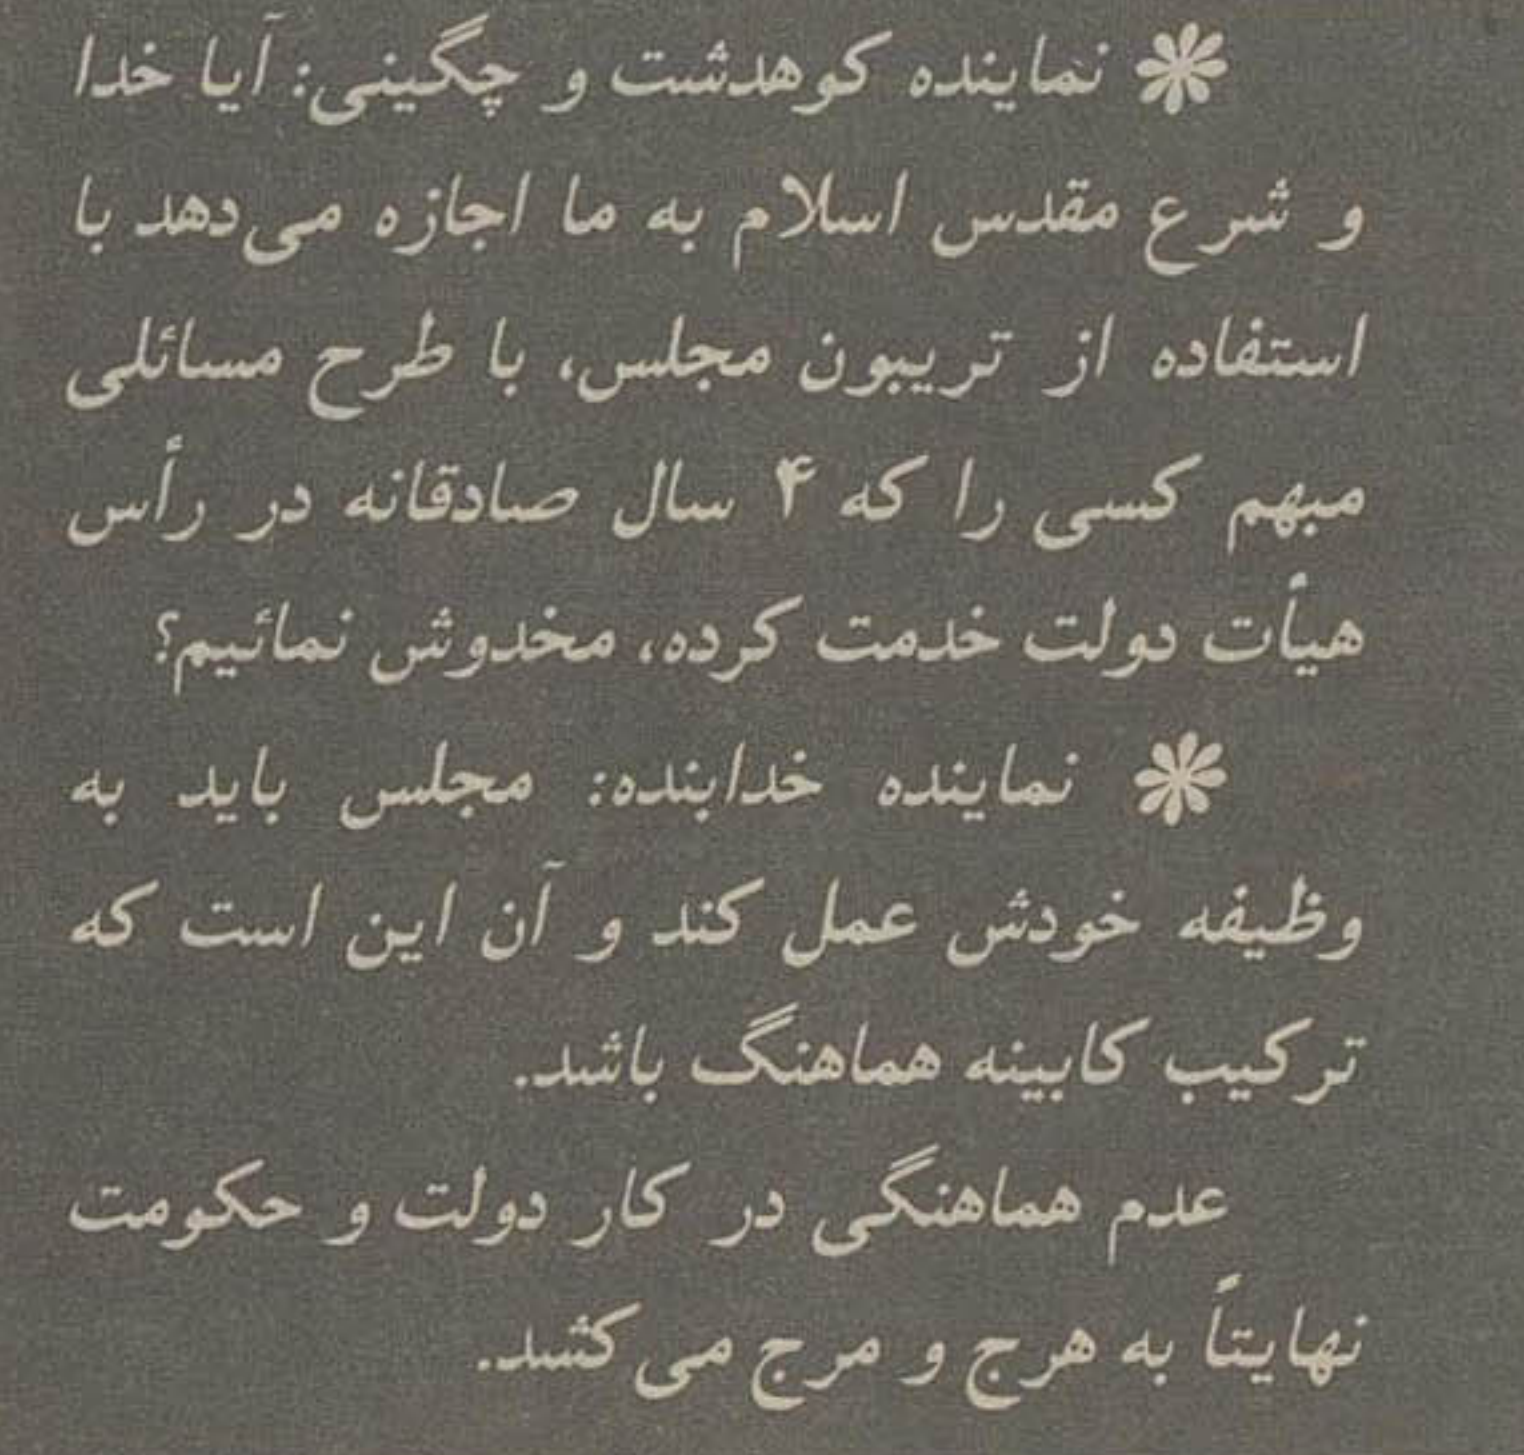 ❋ نماینده کوهدشت و چگینی: آیا خدا
و شرع مقدس اسلام به ما اجازه می‌دهد با
استفاده از تریبون مجلس، با طرح مسائلی
مبهم کسی را که ۴ سال صادقانه در رأس
هیأت دولت خدمت کرده، مخدوش نمائیم؟
❋ نماینده خدابنده: مجلس باید به
وظیفه خودش عمل کند و آن این است که
ترکیب کابینه هماهنگ باشد.
عدم هماهنگی در کار دولت و حکومت
نهایتاً به هرج و مرج می‌کشد.